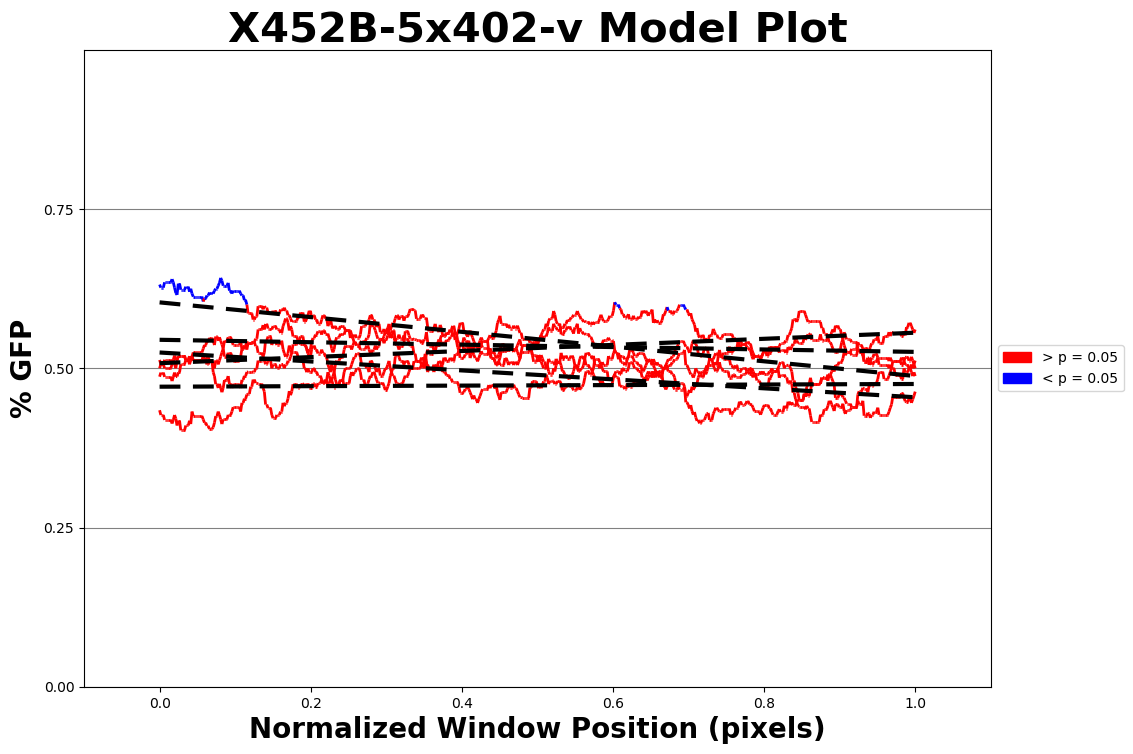 X452B-5x402-v Model Plot
% GFP
0.75
0.50
0.25
0.00
0.0 0.2 0.4 0.6 0.8 1.0
Normalized Window Position (pixels)
> p = 0.05
< p = 0.05